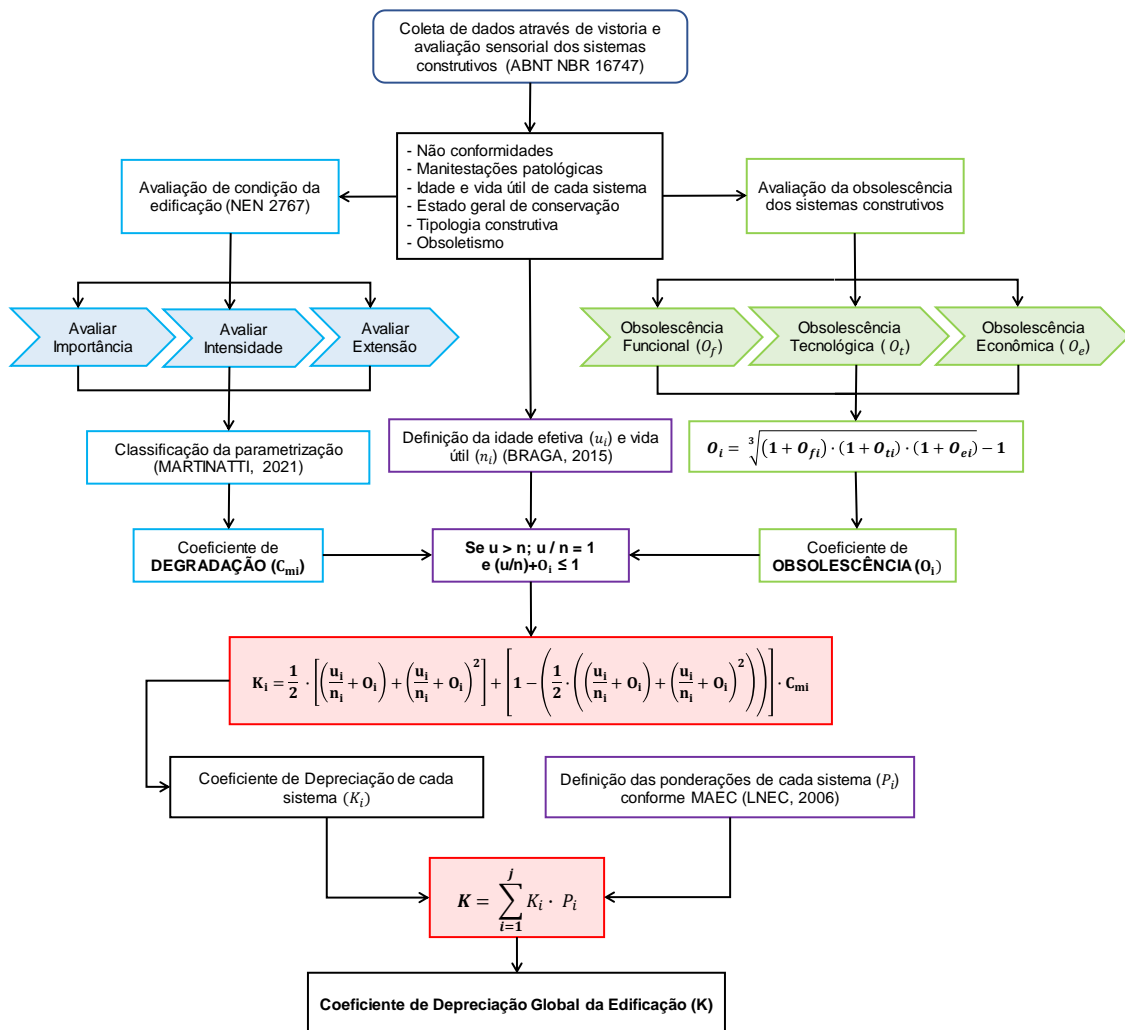 Coleta de dados através de vistoria e
avaliação sensorial dos sistemas
construtivos (ABNT NBR 16747)
- Não conformidades
- Manitestações patológicas
- Idade e vida útil de cada sistema
- Estado geral de conservação
- Tipologia construtiva
- Obsoletismo
Avaliação de condição da
edificação (NEN 2767)
Avaliação da obsolescência
dos sistemas construtivos
Avaliar
Importância
Avaliar
Intensidade
Avaliar
Extensão
Obsolescência
Funcional (O_f)
Obsolescência
Tecnológica ( O_t)
Obsolescência
Econômica ( O_e)
Classificação da parametrização
(MARTINATTI, 2021)
Definição da idade efetiva (u_i) e vida
útil (n_i) (BRAGA, 2015)
O_i = ∛((1 + O_fi) · (1 + O_ti) · (1 + O_ei)) − 1
Coeficiente de
DEGRADAÇÃO (C_mi)
Se u > n; u / n = 1
e (u/n)+O_i ≤ 1
Coeficiente de
OBSOLESCÊNCIA (O_i)
K_i = 1/2 · [(u_i/n_i + O_i) + (u_i/n_i + O_i)^2] + [1 − (1/2 · ((u_i/n_i + O_i) + (u_i/n_i + O_i)^2))] · C_mi
Coeficiente de Depreciação de cada
sistema (K_i)
Definição das ponderações de cada sistema (P_i)
conforme MAEC (LNEC, 2006)
K = ∑_{i=1}^{j} K_i · P_i
Coeficiente de Depreciação Global da Edificação (K)